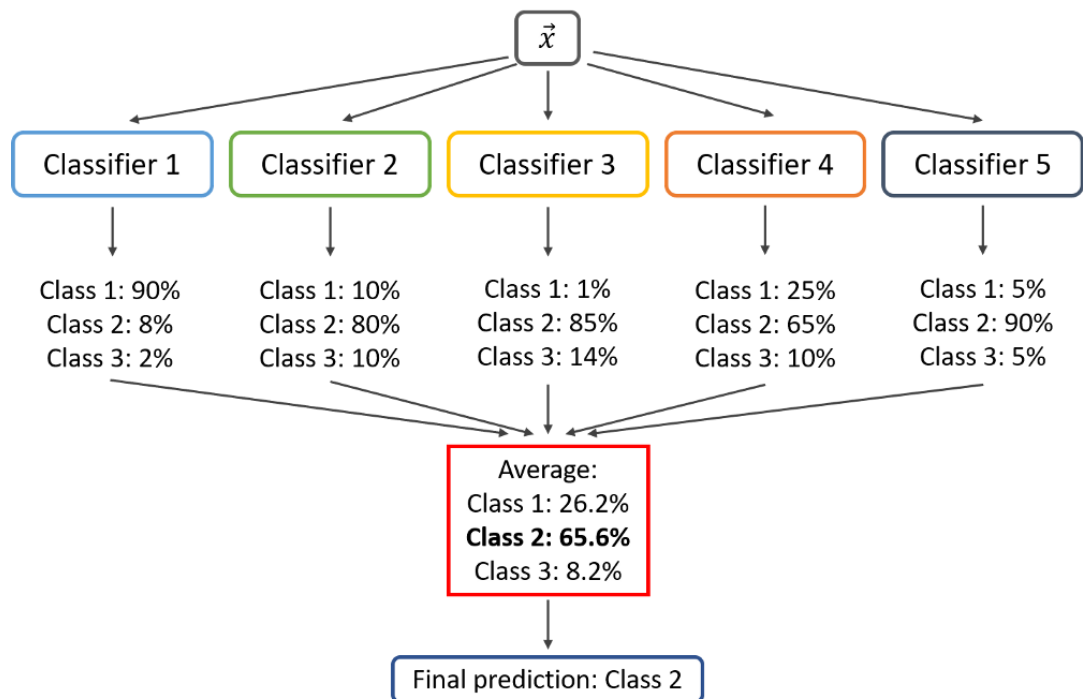 x⃗
Classifier 1
Classifier 2
Classifier 3
Classifier 4
Classifier 5
Class 1: 90%
Class 2: 8%
Class 3: 2%
Class 1: 10%
Class 2: 80%
Class 3: 10%
Class 1: 1%
Class 2: 85%
Class 3: 14%
Class 1: 25%
Class 2: 65%
Class 3: 10%
Class 1: 5%
Class 2: 90%
Class 3: 5%
Average:
Class 1: 26.2%
Class 2: 65.6%
Class 3: 8.2%
Final prediction: Class 2